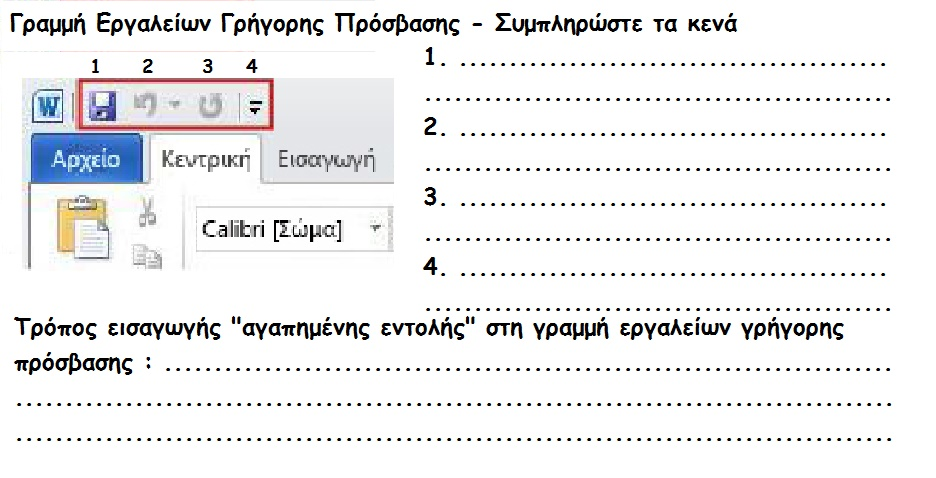 Γραμμή Εργαλείων Γρήγορης Πρόσβασης - Συμπληρώστε τα κενά
1 2 3 4
W
Αρχείο Κεντρική Εισαγωγή
Calibri [Σώμα]
1. ...........................................
...............................................
2. ...........................................
...............................................
3. ...........................................
...............................................
4. ...........................................
...............................................
Τρόπος εισαγωγής "αγαπημένης εντολής" στη γραμμή εργαλείων γρήγορης
πρόσβασης : .........................................................................
........................................................................................
........................................................................................